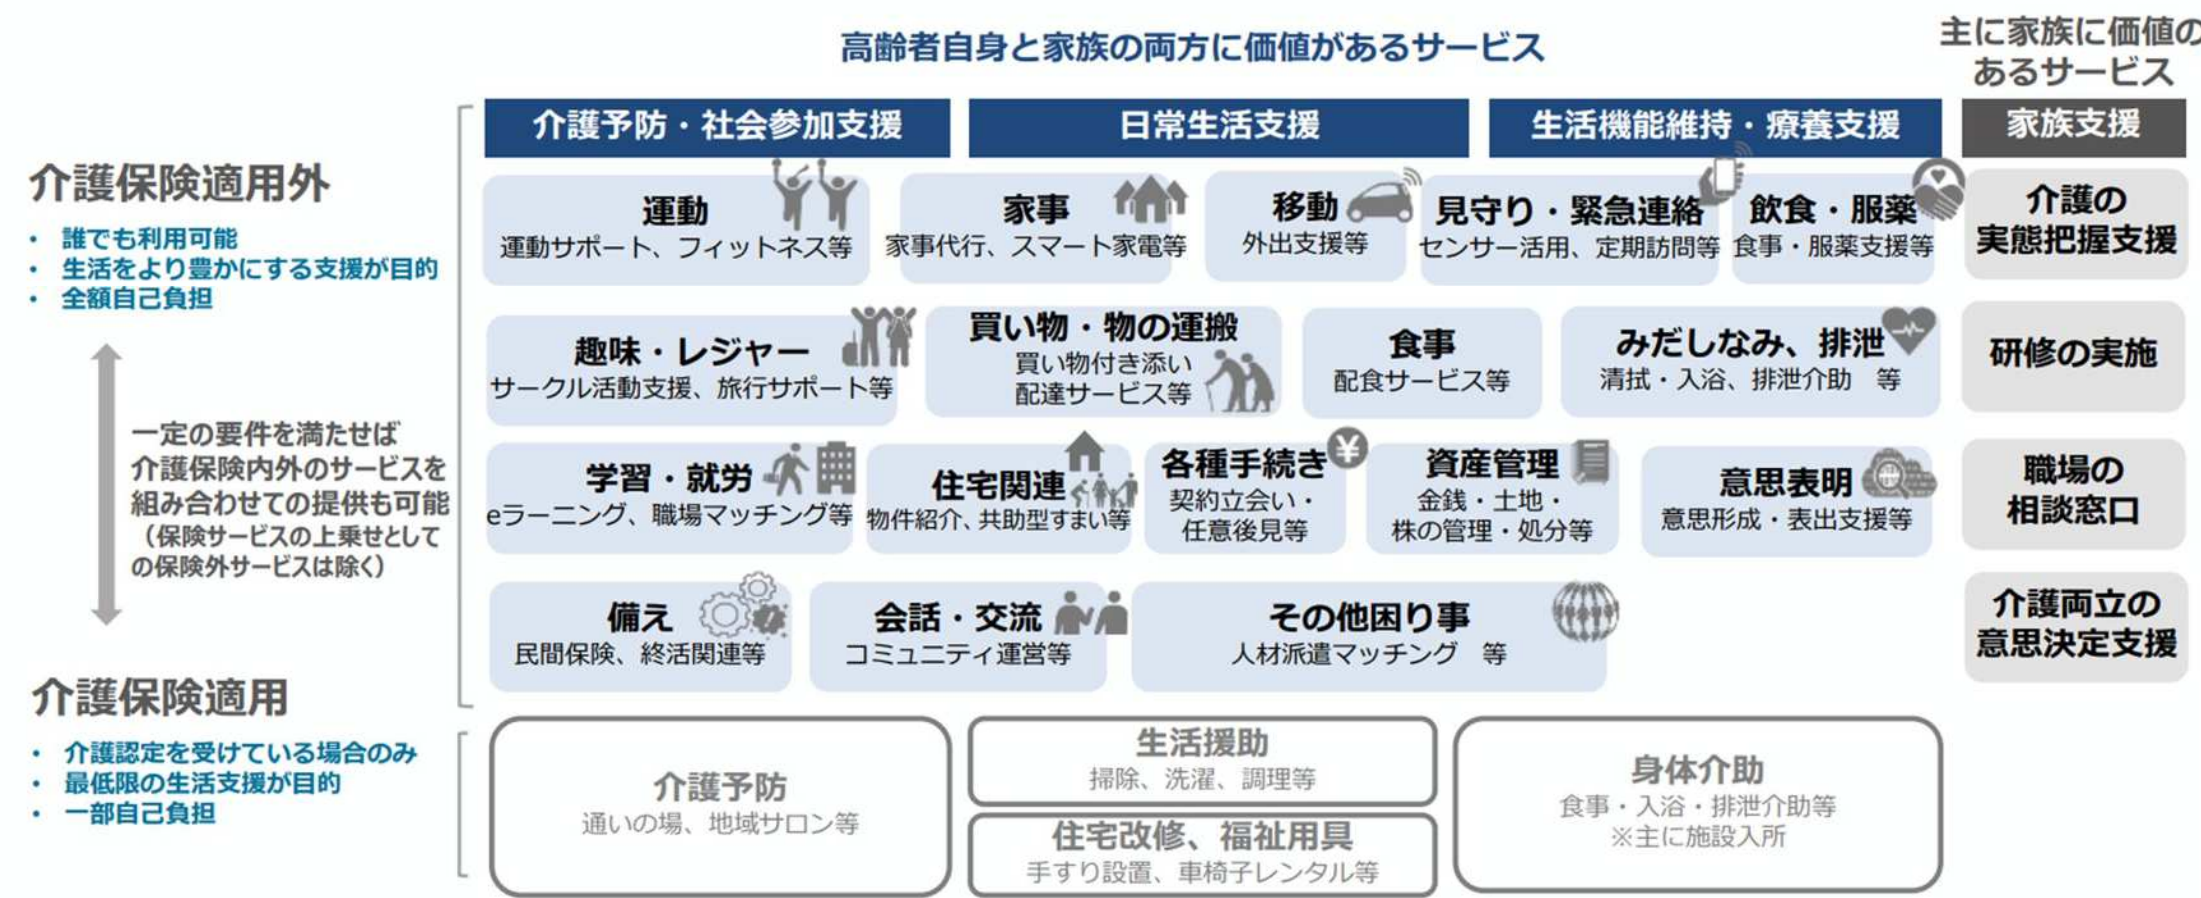 高齢者自身と家族の両方に価値があるサービス
主に家族に価値の
あるサービス
介護予防・社会参加支援
日常生活支援
生活機能維持・療養支援
家族支援
介護保険適用外
・ 誰でも利用可能
・ 生活をより豊かにする支援が目的
・ 全額自己負担
一定の要件を満たせば
介護保険内外のサービスを
組み合わせての提供も可能
（保険サービスの上乗せとして
の保険外サービスは除く）
介護保険適用
・ 介護認定を受けている場合のみ
・ 最低限の生活支援が目的
・ 一部自己負担
運動
運動サポート、フィットネス等
家事
家事代行、スマート家電等
移動
外出支援等
見守り・緊急連絡
センサー活用、定期訪問等
飲食・服薬
食事・服薬支援等
介護の
実態把握支援
趣味・レジャー
サークル活動支援、旅行サポート等
買い物・物の運搬
買い物付き添い
配達サービス等
食事
配食サービス等
みだしなみ、排泄
清拭・入浴、排泄介助 等
研修の実施
学習・就労
eラーニング、職場マッチング等
住宅関連
物件紹介、共助型すまい等
各種手続き
¥
契約立会い・
任意後見等
資産管理
金銭・土地・
株の管理・処分等
意思表明
意思形成・表出支援等
職場の
相談窓口
備え
民間保険、終活関連等
会話・交流
コミュニティ運営等
その他困り事
人材派遣マッチング 等
介護両立の
意思決定支援
介護予防
通いの場、地域サロン等
生活援助
掃除、洗濯、調理等
住宅改修、福祉用具
手すり設置、車椅子レンタル等
身体介助
食事・入浴・排泄介助等
※主に施設入所